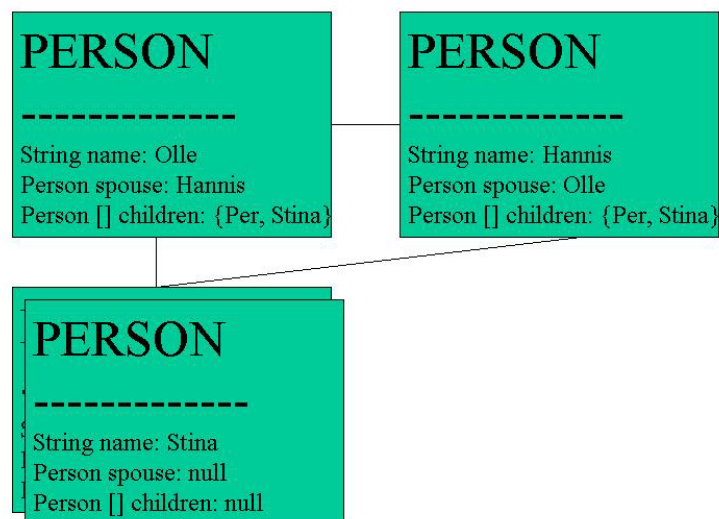 PERSON
-------------
String name: Olle
Person spouse: Hannis
Person [] children: {Per, Stina}
PERSON
-------------
String name: Hannis
Person spouse: Olle
Person [] children: {Per, Stina}
PERSON
-------------
String name: Stina
Person spouse: null
Person [] children: null